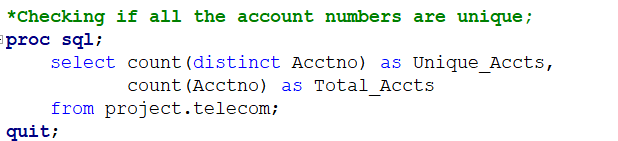 *Checking if all the account numbers are unique;
proc sql;
    select count(distinct Acctno) as Unique_Accts,
           count(Acctno) as Total_Accts
    from project.telecom;
quit;